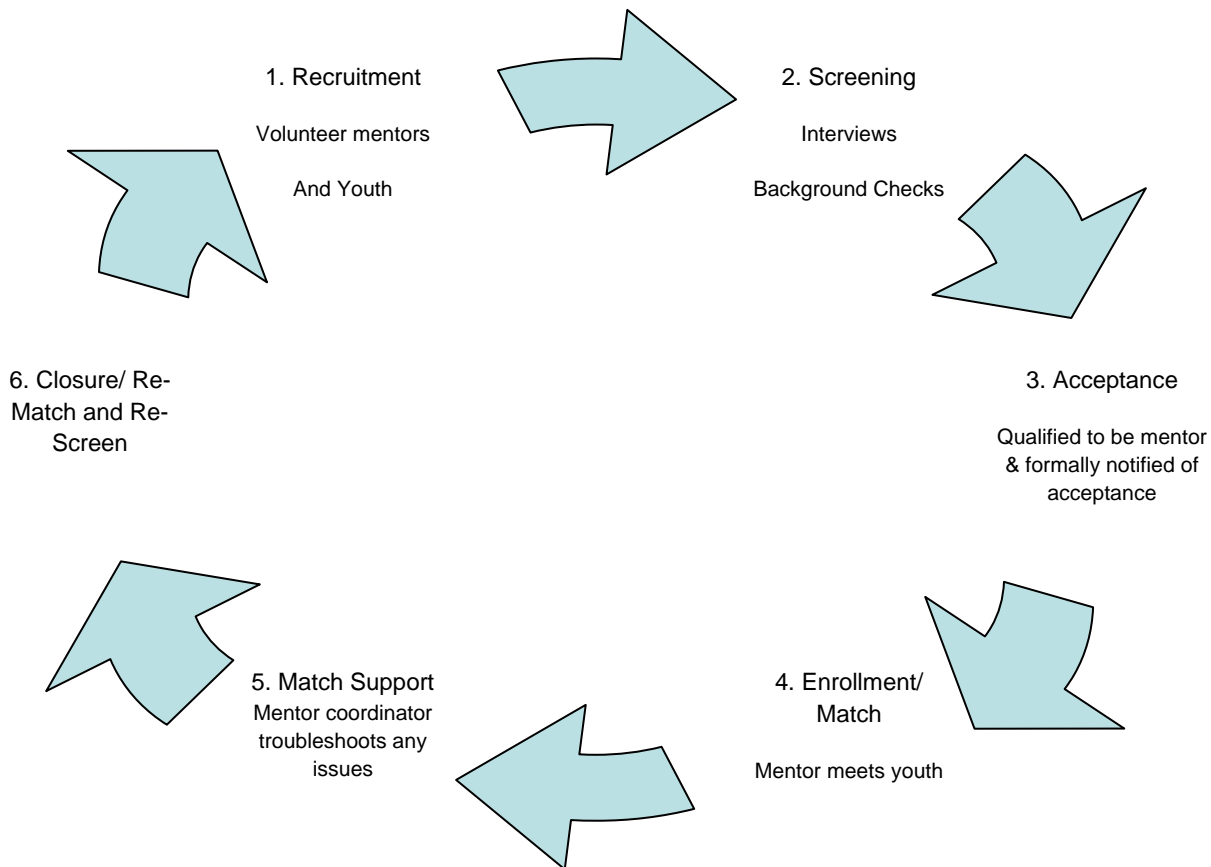 1. Recruitment
Volunteer mentors
And Youth
2. Screening
Interviews
Background Checks
3. Acceptance
Qualified to be mentor
& formally notified of
acceptance
4. Enrollment/
Match
Mentor meets youth
5. Match Support
Mentor coordinator
troubleshoots any
issues
6. Closure/ Re-
Match and Re-
Screen